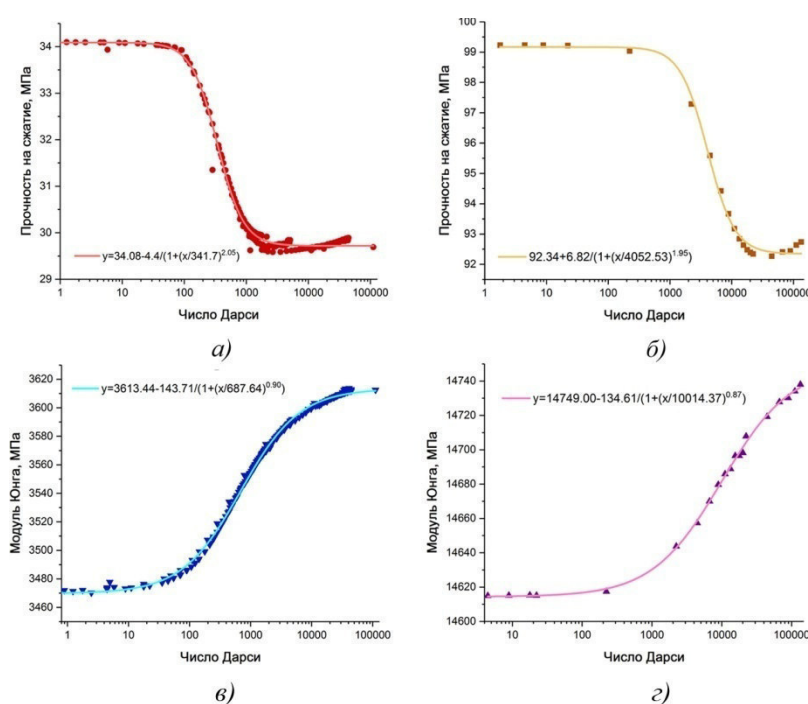 34
33
32
31
30
29
Прочность на сжатие, МПа
y=34.08-4.4/(1+(x/341.7)^2.05)
1 10 100 1000 10000 100000
Число Дарси
а)
100
99
98
97
96
95
94
93
92
Прочность на сжатие, МПа
92.34+6.82/(1+(x/4052.53)^1.95)
1 10 100 1000 10000 100000
Число Дарси
б)
3620
3600
3580
3560
3540
3520
3500
3480
3460
Модуль Юнга, МПа
y=3613.44-143.71/(1+(x/687.64)^0.90)
1 10 100 1000 10000 100000
Число Дарси
в)
14740
14720
14700
14680
14660
14640
14620
14600
Модуль Юнга, МПа
y=14749.00-134.61/(1+(x/10014.37)^0.87)
10 100 1000 10000 100000
Число Дарси
г)